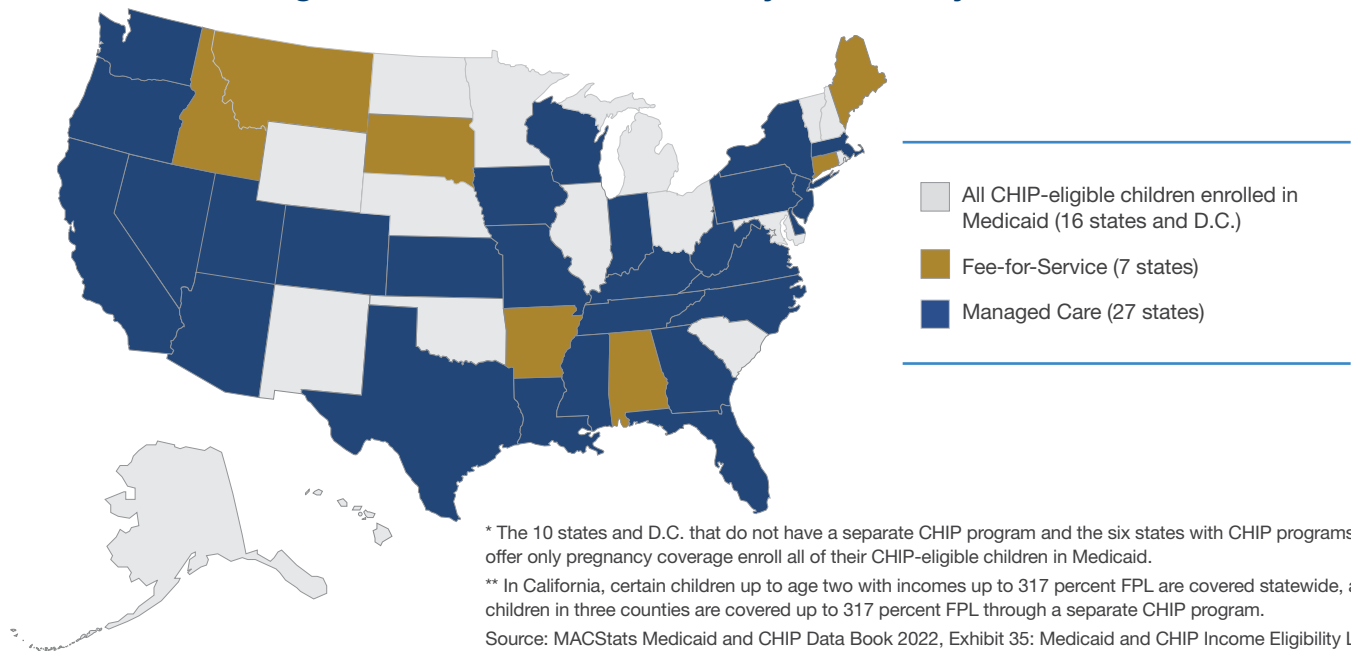 All CHIP-eligible children enrolled in
Medicaid (16 states and D.C.)
Fee-for-Service (7 states)
Managed Care (27 states)
* The 10 states and D.C. that do not have a separate CHIP program and the six states with CHIP programs
offer only pregnancy coverage enroll all of their CHIP-eligible children in Medicaid.
** In California, certain children up to age two with incomes up to 317 percent FPL are covered statewide, a
children in three counties are covered up to 317 percent FPL through a separate CHIP program.
Source: MACStats Medicaid and CHIP Data Book 2022, Exhibit 35: Medicaid and CHIP Income Eligibility L